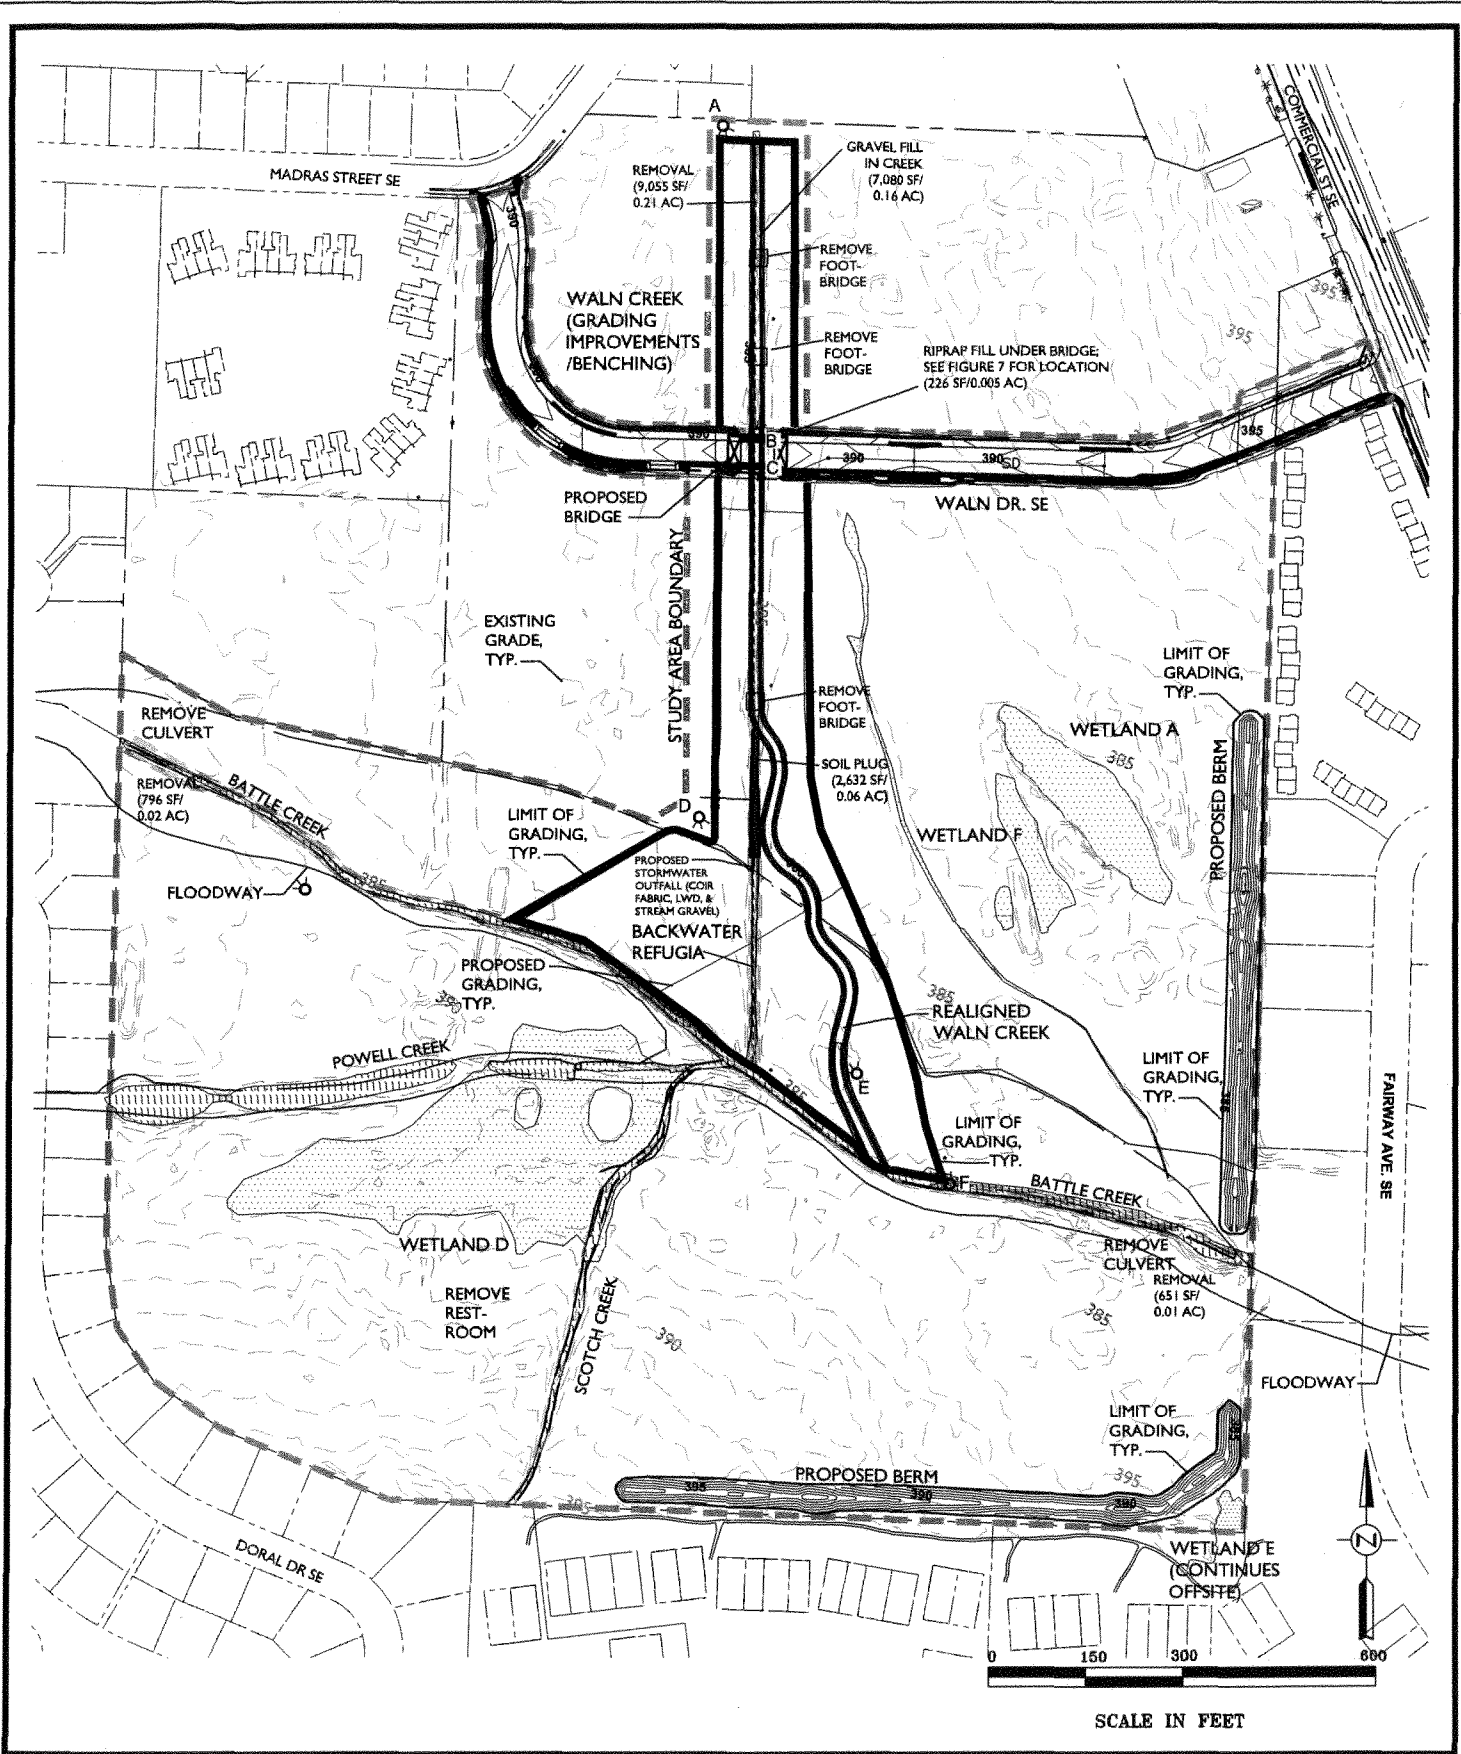 A
COMMERCIAL ST SE
MADRAS STREET SE
REMOVAL
(9,055 SF/
0.21 AC)
GRAVEL FILL
IN CREEK
(7,080 SF/
0.16 AC)
390
REMOVE
FOOT-
BRIDGE
WALN CREEK
(GRADING
IMPROVEMENTS
/BENCHING)
395
395
REMOVE
FOOT-
BRIDGE
RIPRAP FILL UNDER BRIDGE;
SEE FIGURE 7 FOR LOCATION
(226 SF/0.005 AC)
390
B
C
390
390
SD
395
PROPOSED
BRIDGE
WALN DR. SE
STUDY AREA BOUNDARY
EXISTING
GRADE,
TYP.
LIMIT OF
GRADING,
TYP.
REMOVE
FOOT-
BRIDGE
REMOVE
CULVERT
WETLAND A
385
PROPOSED BERM
SOIL PLUG
(2,632 SF/
0.06 AC)
REMOVAL
(796 SF/
0.02 AC)
BATTLE CREEK
D
LIMIT OF
GRADING,
TYP.
WETLAND F
PROPOSED
STORMWATER
OUTFALL (COIR
FABRIC, LWD, &
STREAM GRAVEL)
385
FLOODWAY
BACKWATER
REFUGIA
PROPOSED
GRADING,
TYP.
390
385
REALIGNED
WALN CREEK
POWELL CREEK
LIMIT OF
GRADING,
TYP.
385
E
FAIRWAY AVE. SE
LIMIT OF
GRADING,
TYP.
F
BATTLE CREEK
WETLAND D
REMOVE
CULVERT
REMOVAL
(651 SF/
0.01 AC)
REMOVE
REST-
ROOM
SCOTCH CREEK
390
385
FLOODWAY
LIMIT OF
GRADING,
TYP.
385
PROPOSED BERM
395
395
390
390
395
DORAL DR SE
WETLAND E
(CONTINUES
OFFSITE)
N
0 150 300 600
SCALE IN FEET